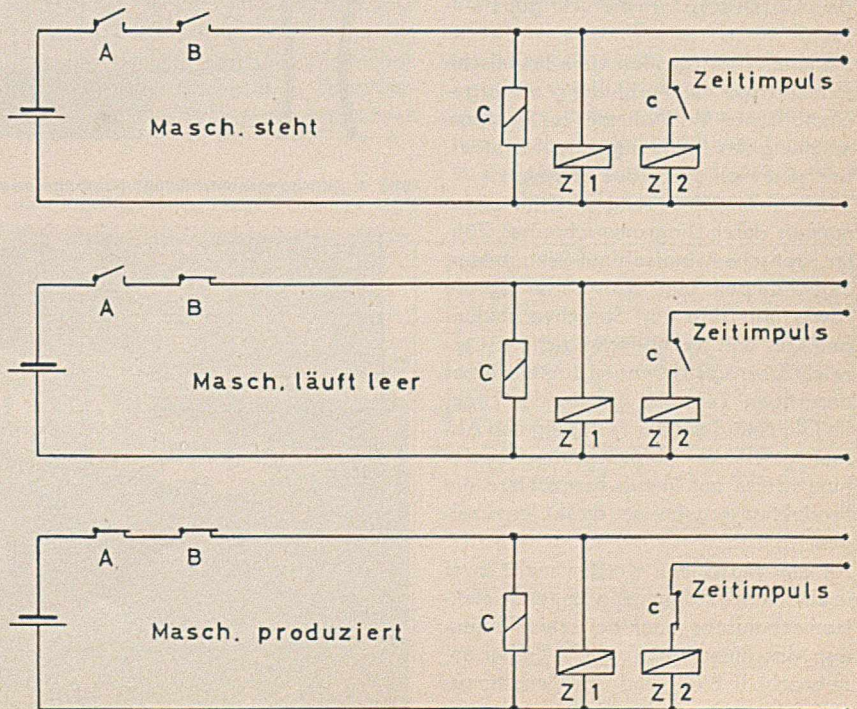 A B
Masch. steht
C
Z 1
c
Z 2
Zeitimpuls
A B
Masch. läuft leer
C
Z 1
c
Z 2
Zeitimpuls
A B
Masch. produziert
C
Z 1
c
Z 2
Zeitimpuls